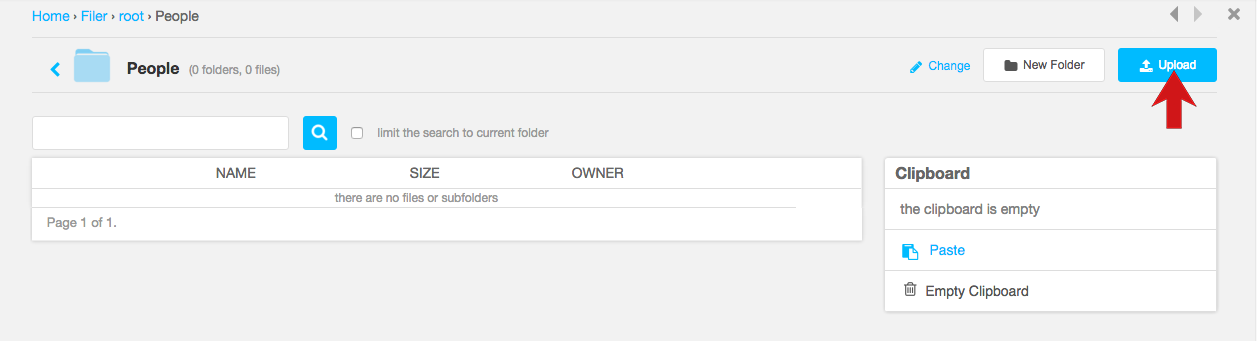 Home › Filer › root › People
People (0 folders, 0 files)
Change
New Folder
Upload
limit the search to current folder
NAME SIZE OWNER
there are no files or subfolders
Page 1 of 1.
Clipboard
the clipboard is empty
Paste
Empty Clipboard